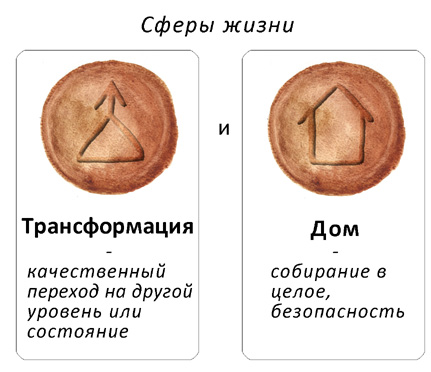 Сферы жизни
Трансформация
-
качественный
переход на другой
уровень или
состояние
и
Дом
-
собирание в
целое,
безопасность